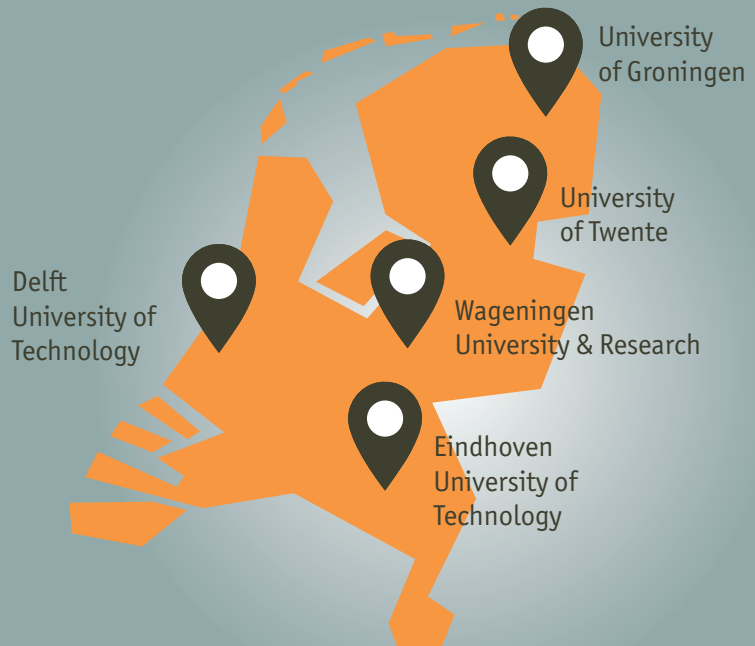 University
of Groningen
University
of Twente
Delft
University of
Technology
Wageningen
University & Research
Eindhoven
University of
Technology